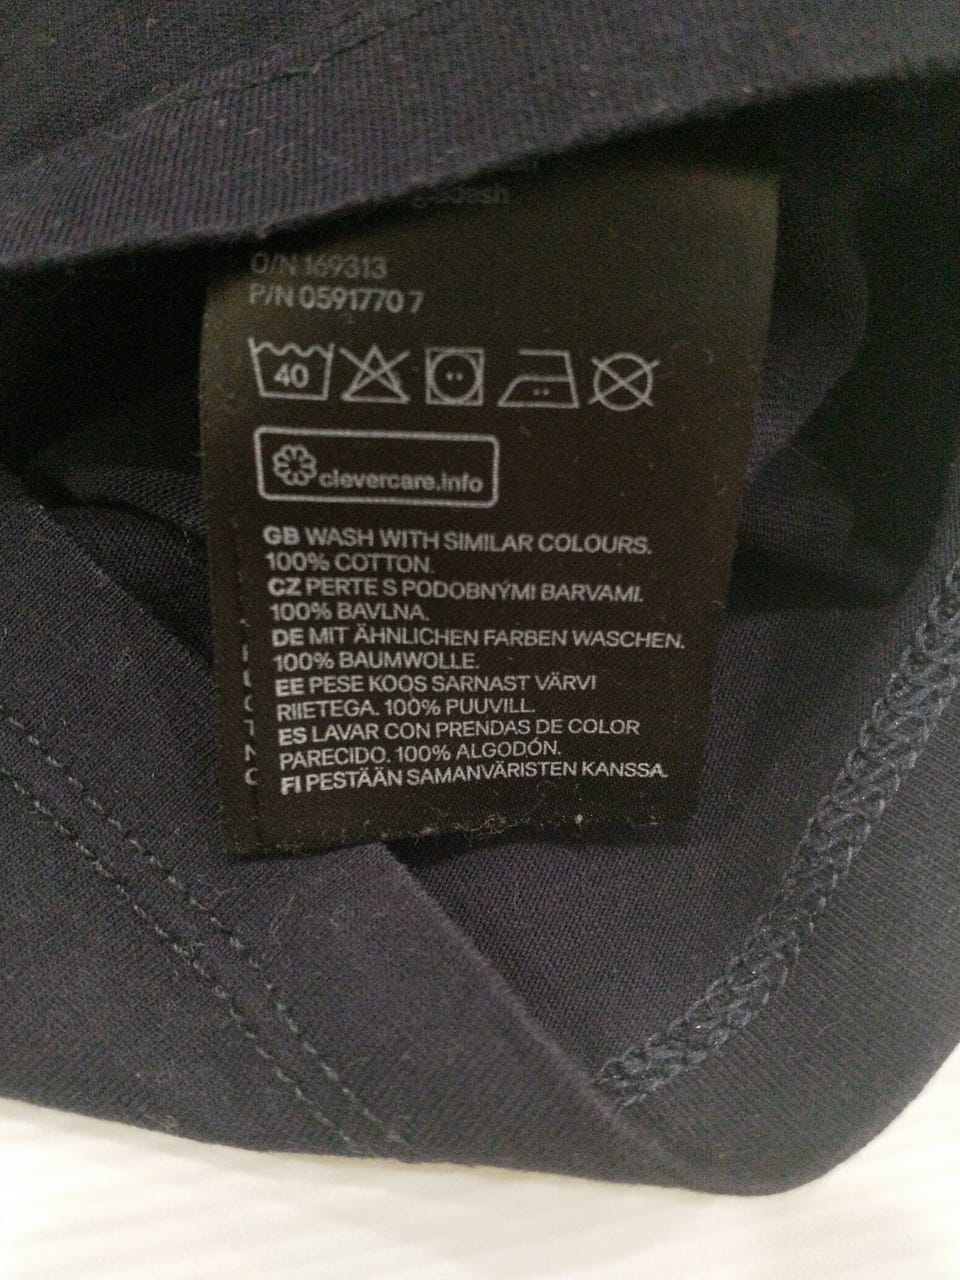 O/N 169313
P/N 0591770 7
40
clevercare.info
GB WASH WITH SIMILAR COLOURS.
100% COTTON.
CZ PERTE S PODOBNÝMI BARVAMI.
100% BAVLNA.
DE MIT ÄHNLICHEN FARBEN WASCHEN.
100% BAUMWOLLE.
EE PESE KOOS SARNAST VÄRVI
RIIETEGA. 100% PUUVILL.
ES LAVAR CON PRENDAS DE COLOR
PARECIDO. 100% ALGODÓN.
FI PESTÄÄN SAMANVÄRISTEN KANSSA.